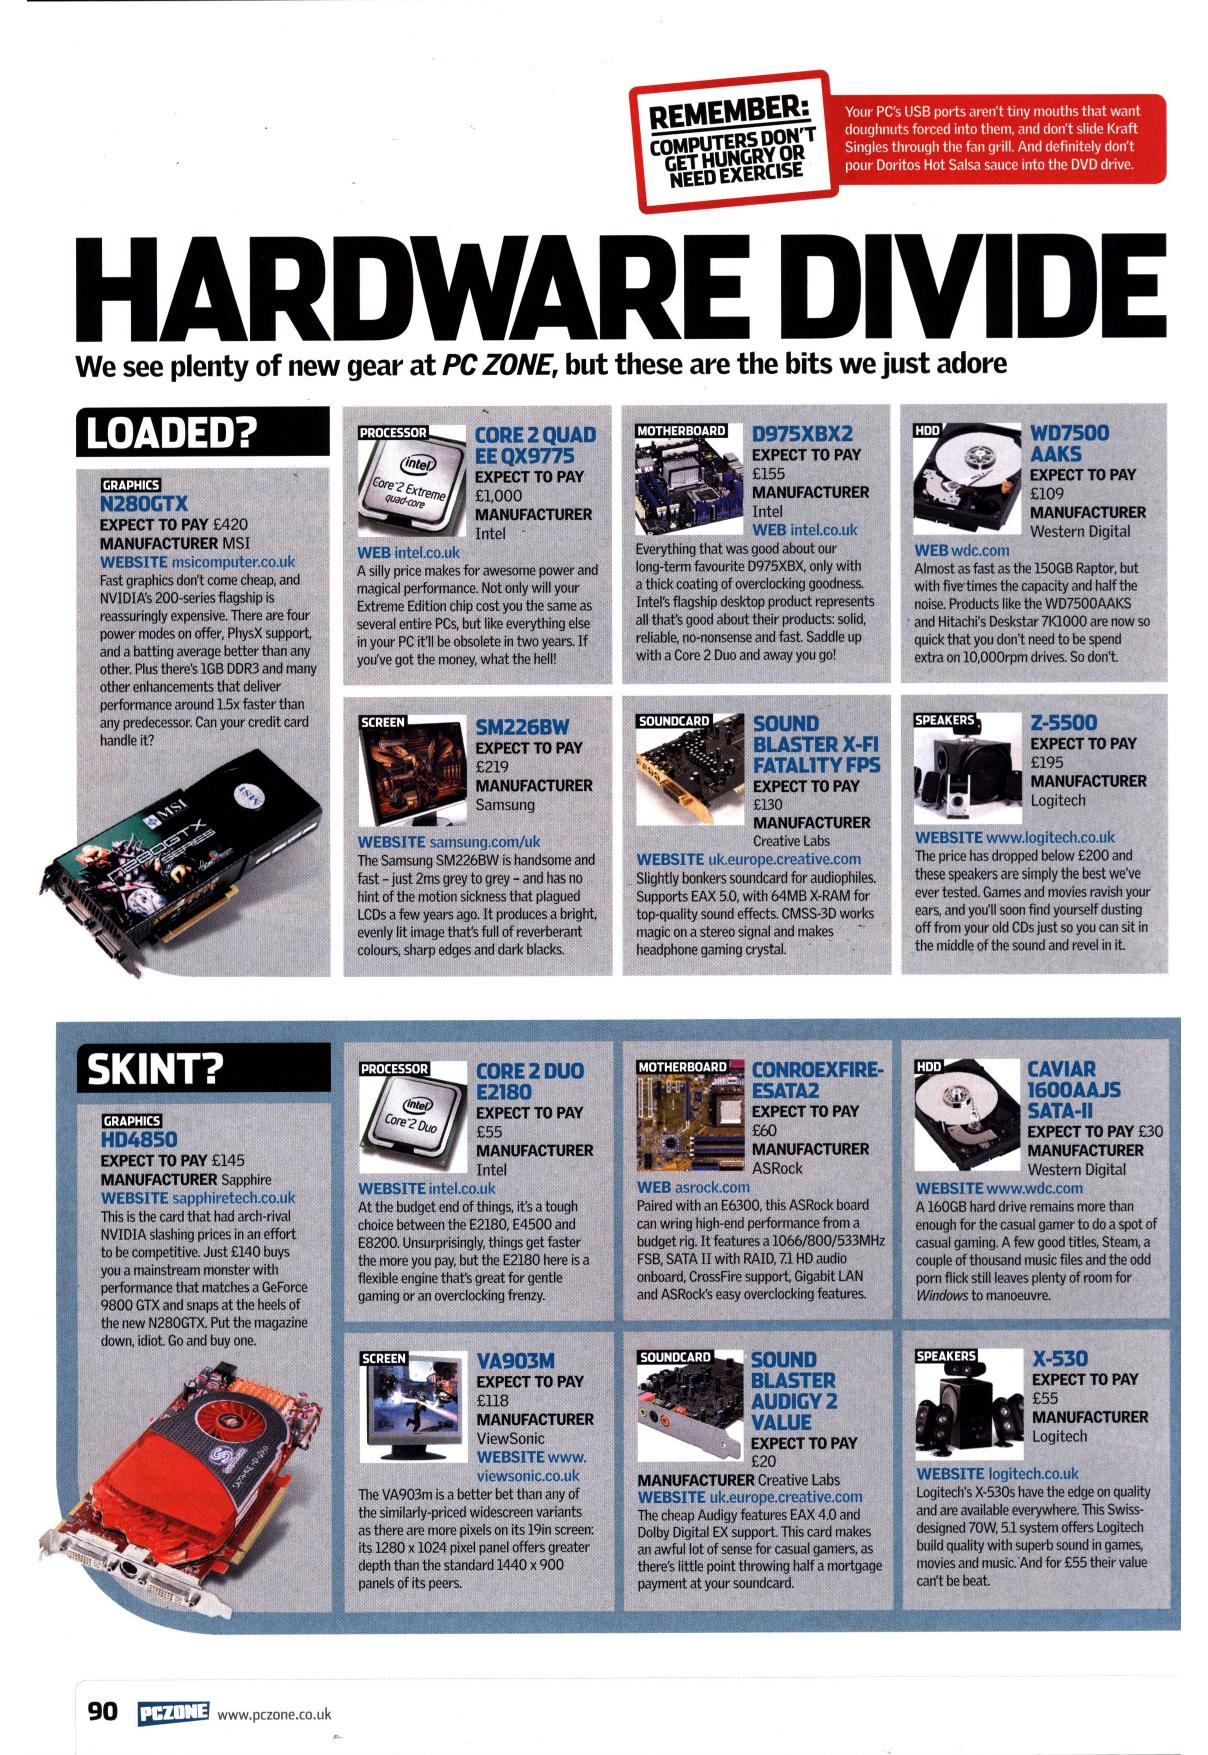 REMEMBER:
COMPUTERS DON'T
GET HUNGRY OR
NEED EXERCISE
Your PC's USB ports aren't tiny mouths that want
doughnuts forced into them, and don't slide Kraft
Singles through the fan grill. And definitely don't
pour Doritos Hot Salsa sauce into the DVD drive.
HARDWARE DIVIDE
We see plenty of new gear at PC ZONE, but these are the bits we just adore
LOADED?
GRAPHICS
N280GTX
EXPECT TO PAY £420
MANUFACTURER MSI
WEBSITE msicomputer.co.uk
Fast graphics don't come cheap, and
NVIDIA's 200-series flagship is
reassuringly expensive. There are four
power modes on offer, PhysX support,
and a batting average better than any
other. Plus there's 1GB DDR3 and many
other enhancements that deliver
performance around 1.5x faster than
any predecessor. Can your credit card
handle it?
MSI
MSI
N280GTX
SERIES
PROCESSOR
intel
Core™2 Extreme
quad-core
CORE 2 QUAD
EE QX9775
EXPECT TO PAY
£1,000
MANUFACTURER
Intel
WEB intel.co.uk
A silly price makes for awesome power and
magical performance. Not only will your
Extreme Edition chip cost you the same as
several entire PCs, but like everything else
in your PC it'll be obsolete in two years. If
you've got the money, what the hell!
MOTHERBOARD
D975XBX2
EXPECT TO PAY
£155
MANUFACTURER
Intel
WEB intel.co.uk
Everything that was good about our
long-term favourite D975XBX, only with
a thick coating of overclocking goodness.
Intel's flagship desktop product represents
all that's good about their products: solid,
reliable, no-nonsense and fast. Saddle up
with a Core 2 Duo and away you go!
HDD
WD7500
AAKS
EXPECT TO PAY
£109
MANUFACTURER
Western Digital
WEB wdc.com
Almost as fast as the 150GB Raptor, but
with five times the capacity and half the
noise. Products like the WD7500AAKS
and Hitachi's Deskstar 7K1000 are now so
quick that you don't need to be spend
extra on 10,000rpm drives. So don't.
SCREEN
SM226BW
EXPECT TO PAY
£219
MANUFACTURER
Samsung
WEBSITE samsung.com/uk
The Samsung SM226BW is handsome and
fast – just 2ms grey to grey – and has no
hint of the motion sickness that plagued
LCDs a few years ago. It produces a bright,
evenly lit image that's full of reverberant
colours, sharp edges and dark blacks.
SOUNDCARD
SOUND
BLASTER X-FI
FATALITY FPS
EXPECT TO PAY
£130
MANUFACTURER
Creative Labs
WEBSITE uk.europe.creative.com
Slightly bonkers soundcard for audiophiles.
Supports EAX 5.0, with 64MB X-RAM for
top-quality sound effects. CMSS-3D works
magic on a stereo signal and makes
headphone gaming crystal.
SPEAKERS
Z-5500
EXPECT TO PAY
£195
MANUFACTURER
Logitech
WEBSITE www.logitech.co.uk
The price has dropped below £200 and
these speakers are simply the best we've
ever tested. Games and movies ravish your
ears, and you'll soon find yourself dusting
off from your old CDs just so you can sit in
the middle of the sound and revel in it.
SKINT?
GRAPHICS
HD4850
EXPECT TO PAY £145
MANUFACTURER Sapphire
WEBSITE sapphiretech.co.uk
This is the card that had arch-rival
NVIDIA slashing prices in an effort
to be competitive. Just £140 buys
you a mainstream monster with
performance that matches a GeForce
9800 GTX and snaps at the heels of
the new N280GTX. Put the magazine
down, idiot. Go and buy one.
PROCESSOR
intel
Core™2 Duo
CORE 2 DUO
E2180
EXPECT TO PAY
£55
MANUFACTURER
Intel
WEBSITE intel.co.uk
At the budget end of things, it's a tough
choice between the E2180, E4500 and
E8200. Unsurprisingly, things get faster
the more you pay, but the E2180 here is a
flexible engine that's great for gentle
gaming or an overclocking frenzy.
MOTHERBOARD
CONROEXFIRE-
ESATA2
EXPECT TO PAY
£60
MANUFACTURER
ASRock
WEB asrock.com
Paired with an E6300, this ASRock board
can wring high-end performance from a
budget rig. It features a 1066/800/533MHz
FSB, SATA II with RAID, 7.1 HD audio
onboard, CrossFire support, Gigabit LAN
and ASRock's easy overclocking features.
HDD
CAVIAR
1600AAJS
SATA-II
EXPECT TO PAY £30
MANUFACTURER
Western Digital
WEBSITE www.wdc.com
A 160GB hard drive remains more than
enough for the casual gamer to do a spot of
casual gaming. A few good titles, Steam, a
couple of thousand music files and the odd
porn flick still leaves plenty of room for
Windows to manoeuvre.
SCREEN
VA903M
EXPECT TO PAY
£118
MANUFACTURER
ViewSonic
WEBSITE www.
viewsonic.co.uk
The VA903m is a better bet than any of
the similarly-priced widescreen variants
as there are more pixels on its 19in screen:
its 1280 x 1024 pixel panel offers greater
depth than the standard 1440 x 900
panels of its peers.
SOUNDCARD
SOUND
BLASTER
AUDIGY 2
VALUE
EXPECT TO PAY
£20
MANUFACTURER Creative Labs
WEBSITE uk.europe.creative.com
The cheap Audigy features EAX 4.0 and
Dolby Digital EX support. This card makes
an awful lot of sense for casual gamers, as
there's little point throwing half a mortgage
payment at your soundcard.
SPEAKERS
X-530
EXPECT TO PAY
£55
MANUFACTURER
Logitech
WEBSITE logitech.co.uk
Logitech's X-530s have the edge on quality
and are available everywhere. This Swiss-
designed 70W, 5.1 system offers Logitech
build quality with superb sound in games,
movies and music. And for £55 their value
can't be beat.
90 PCZONE www.pczone.co.uk